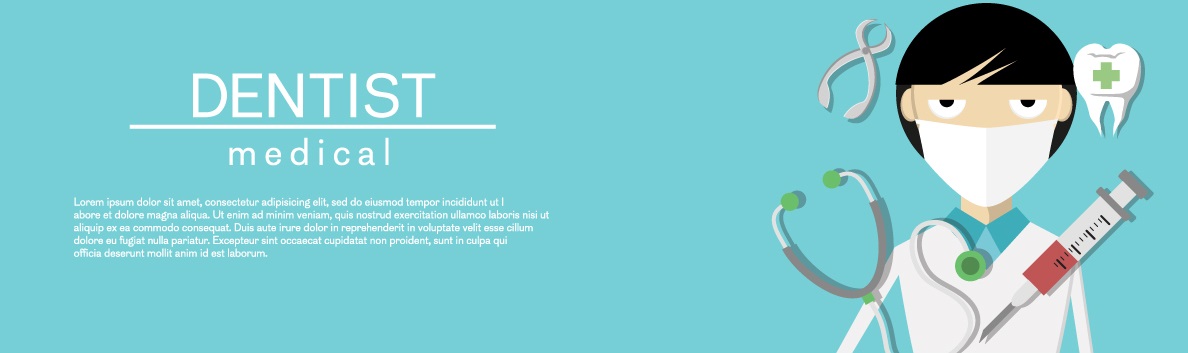 DENTIST
medical
Lorem ipsum dolor sit amet, consectetur adipisicing elit, sed do eiusmod tempor incididunt ut l
abore et dolore magna aliqua. Ut enim ad minim veniam, quis nostrud exercitation ullamco laboris nisi ut
aliquip ex ea commodo consequat. Duis aute irure dolor in reprehenderit in voluptate velit esse cillum
dolore eu fugiat nulla pariatur. Excepteur sint occaecat cupidatat non proident, sunt in culpa qui
officia deserunt mollit anim id est laborum.